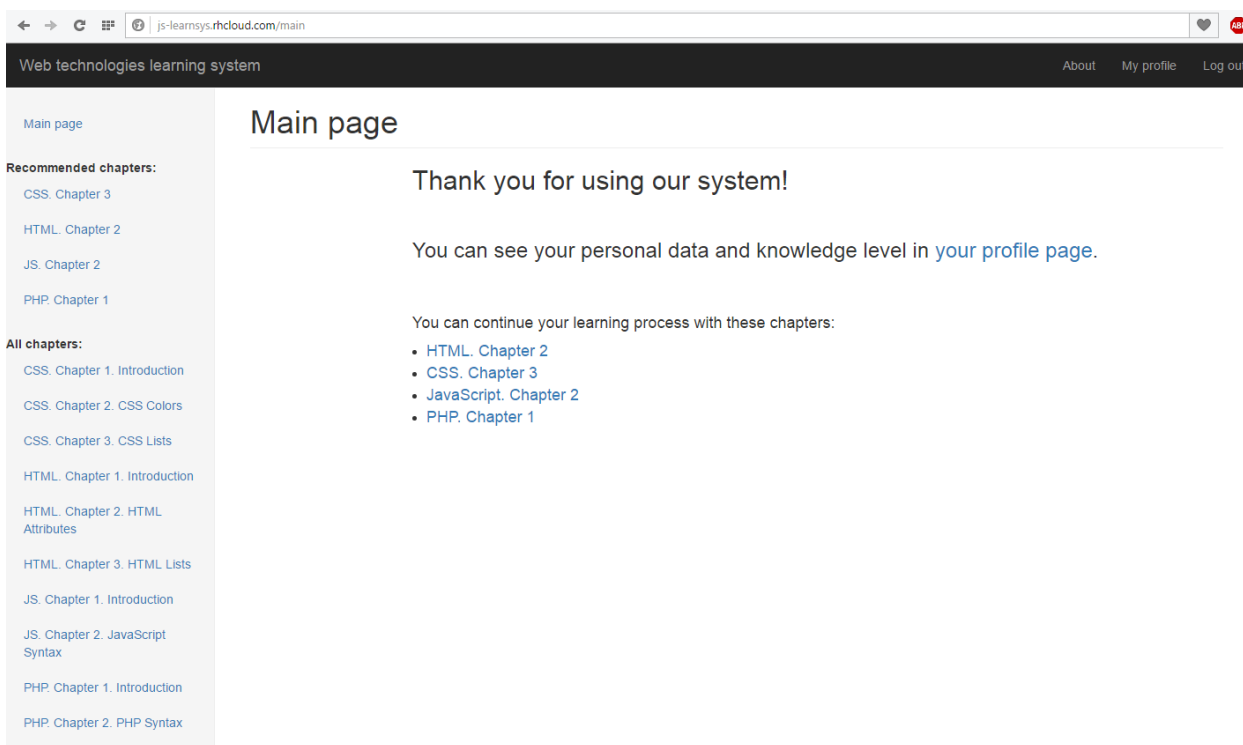 js-learnsys.rhcloud.com/main
Web technologies learning system
About My profile Log out
Main page
Recommended chapters:
CSS. Chapter 3
HTML. Chapter 2
JS. Chapter 2
PHP. Chapter 1
All chapters:
CSS. Chapter 1. Introduction
CSS. Chapter 2. CSS Colors
CSS. Chapter 3. CSS Lists
HTML. Chapter 1. Introduction
HTML. Chapter 2. HTML
Attributes
HTML. Chapter 3. HTML Lists
JS. Chapter 1. Introduction
JS. Chapter 2. JavaScript
Syntax
PHP. Chapter 1. Introduction
PHP. Chapter 2. PHP Syntax
Main page
Thank you for using our system!
You can see your personal data and knowledge level in your profile page.
You can continue your learning process with these chapters:
• HTML. Chapter 2
• CSS. Chapter 3
• JavaScript. Chapter 2
• PHP. Chapter 1